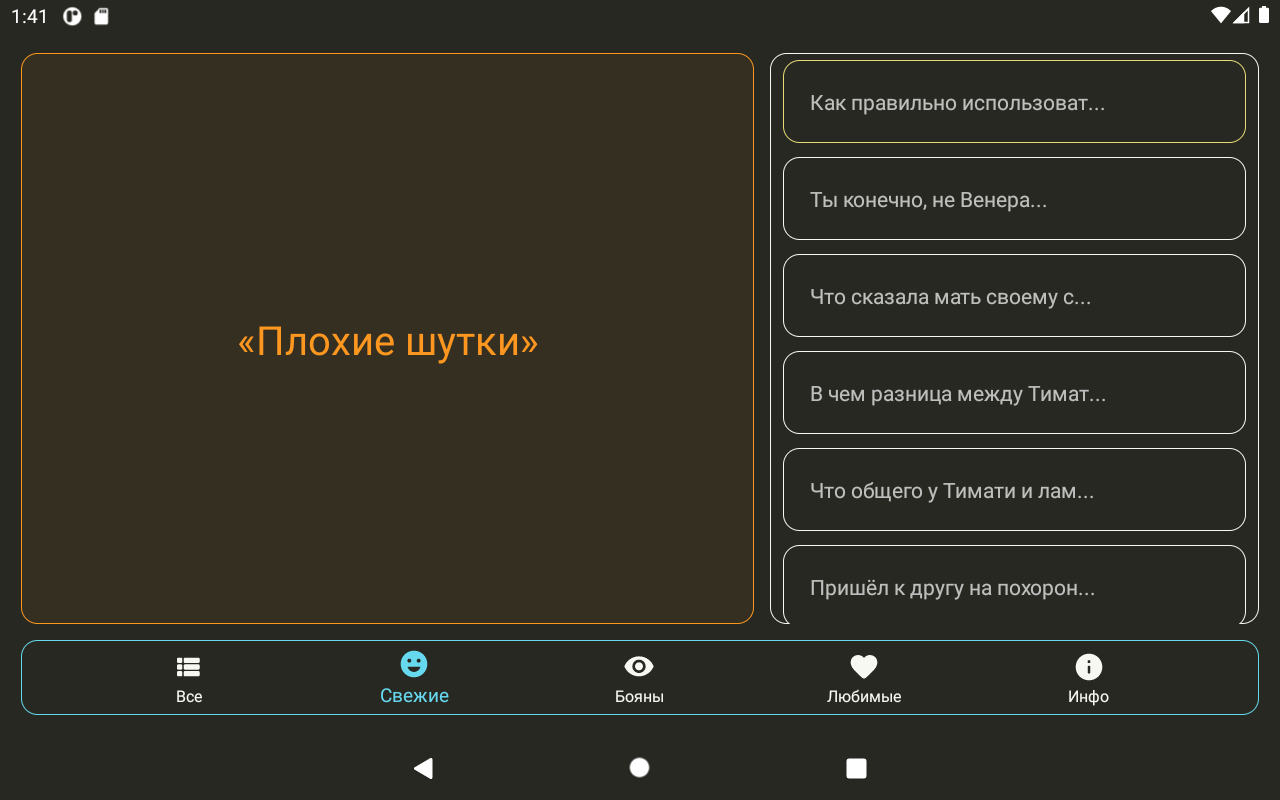 1:41
«Плохие шутки»
Как правильно использоват...
Ты конечно, не Венера...
Что сказала мать своему с...
В чем разница между Тимат...
Что общего у Тимати и лам...
Пришёл к другу на похорон...
Все
Свежие
Бояны
Любимые
Инфо